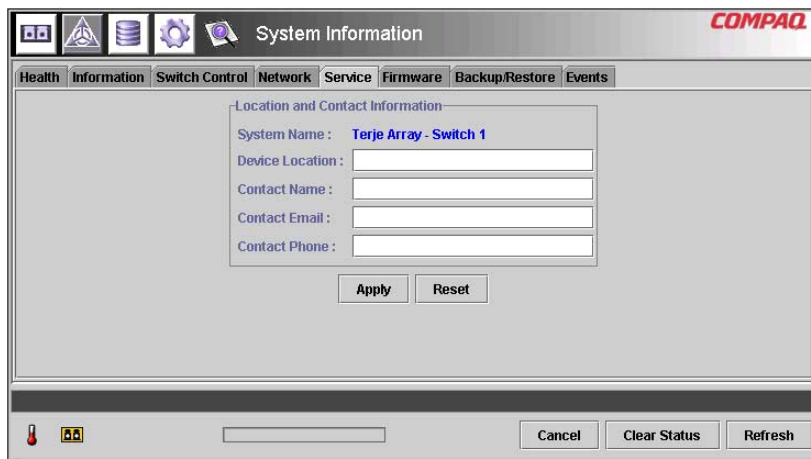 System Information
COMPAQ
Health Information Switch Control Network Service Firmware Backup/Restore Events
Location and Contact Information
System Name : Terje Array - Switch 1
Device Location :
Contact Name :
Contact Email :
Contact Phone :
Apply Reset
Cancel Clear Status Refresh